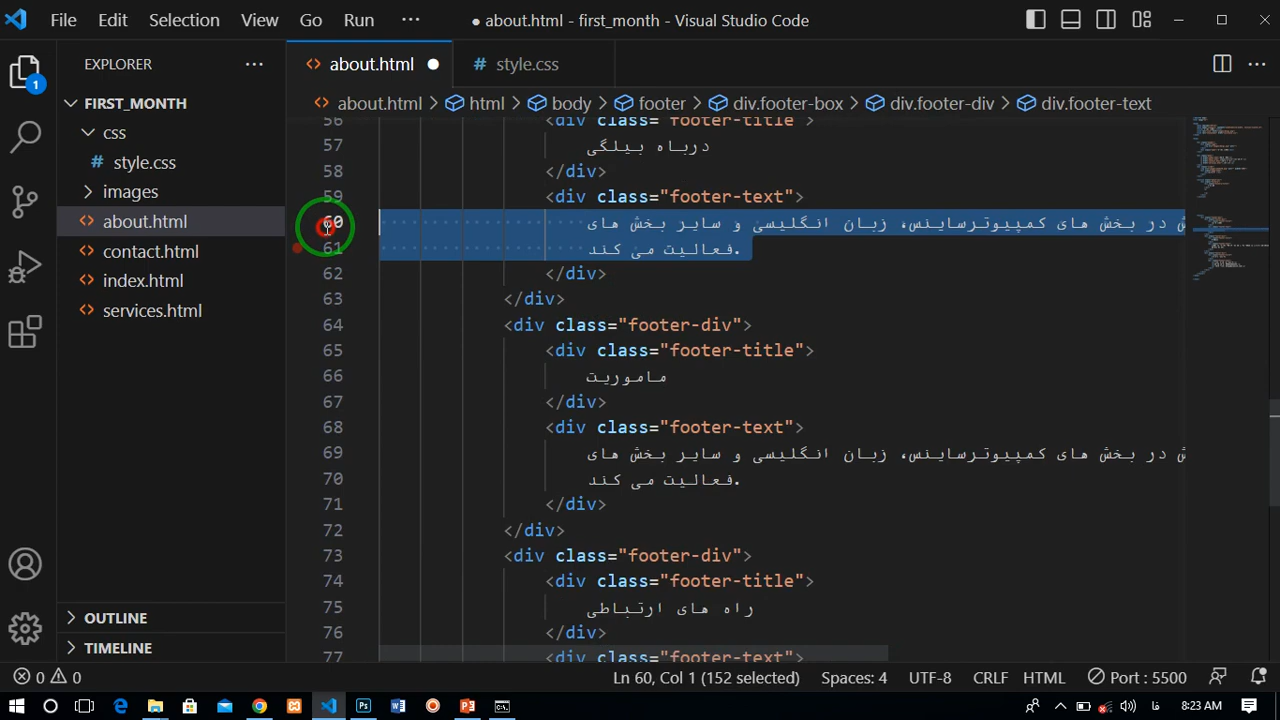 File Edit Selection View Go Run ··· ● about.html - first_month - Visual Studio Code
EXPLORER ···
about.html ●
# style.css ···
FIRST_MONTH
css
# style.css
images
about.html
contact.html
index.html
services.html
OUTLINE
TIMELINE
1
about.html > html > body > footer > div.footer-box > div.footer-div > div.footer-text
56 <div class="footer-title">
57 درباه بیلگی
58 </div>
59 <div class="footer-text">
60 ش در بخش های کمپیوترساینس، زبان انگلیسی و سایر بخش های
61 فعالیت می کند.
62 </div>
63 </div>
64 <div class="footer-div">
65 <div class="footer-title">
66 ماموریت
67 </div>
68 <div class="footer-text">
69 ش در بخش های کمپیوترساینس، زبان انگلیسی و سایر بخش های
70 فعالیت می کند.
71 </div>
72 </div>
73 <div class="footer-div">
74 <div class="footer-title">
75 راه های ارتباطی
76 </div>
77 <div class="footer-text">
0 0 Ln 60, Col 1 (152 selected) Spaces: 4 UTF-8 CRLF HTML Port : 5500
فا 8:23 AM